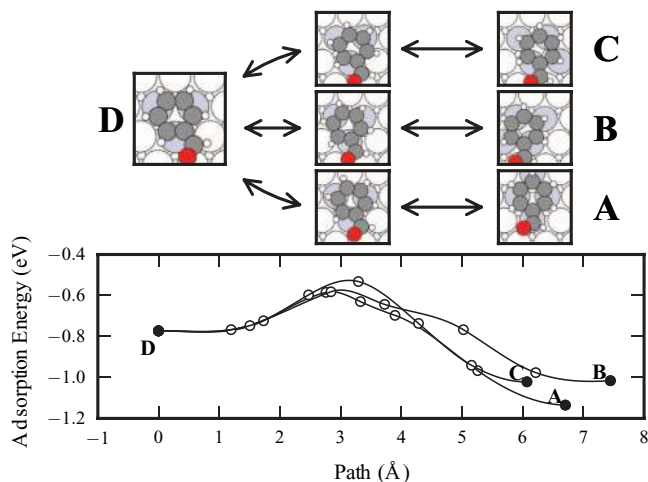 C
D
B
A
−0.4
−0.6
−0.8
−1.0
−1.2
Adsorption Energy (eV)
D
C
B
A
−1 0 1 2 3 4 5 6 7 8
Path (Å)